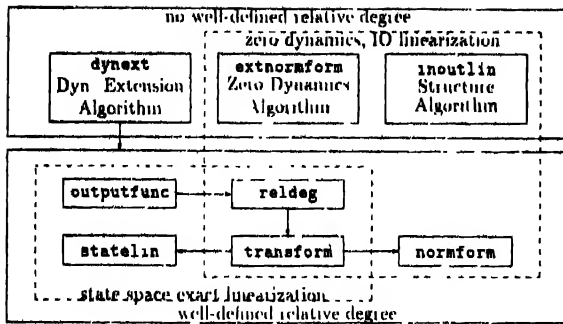 no well-defined relative degree
zero dynamics, IO linearization
dynext
Dyn Extension
Algorithm
extnormform
Zero Dynamics
Algorithm
inoutlin
Structure
Algorithm
outputfunc
reldeg
statelin
transform
normform
state space exact linearization
well-defined relative degree